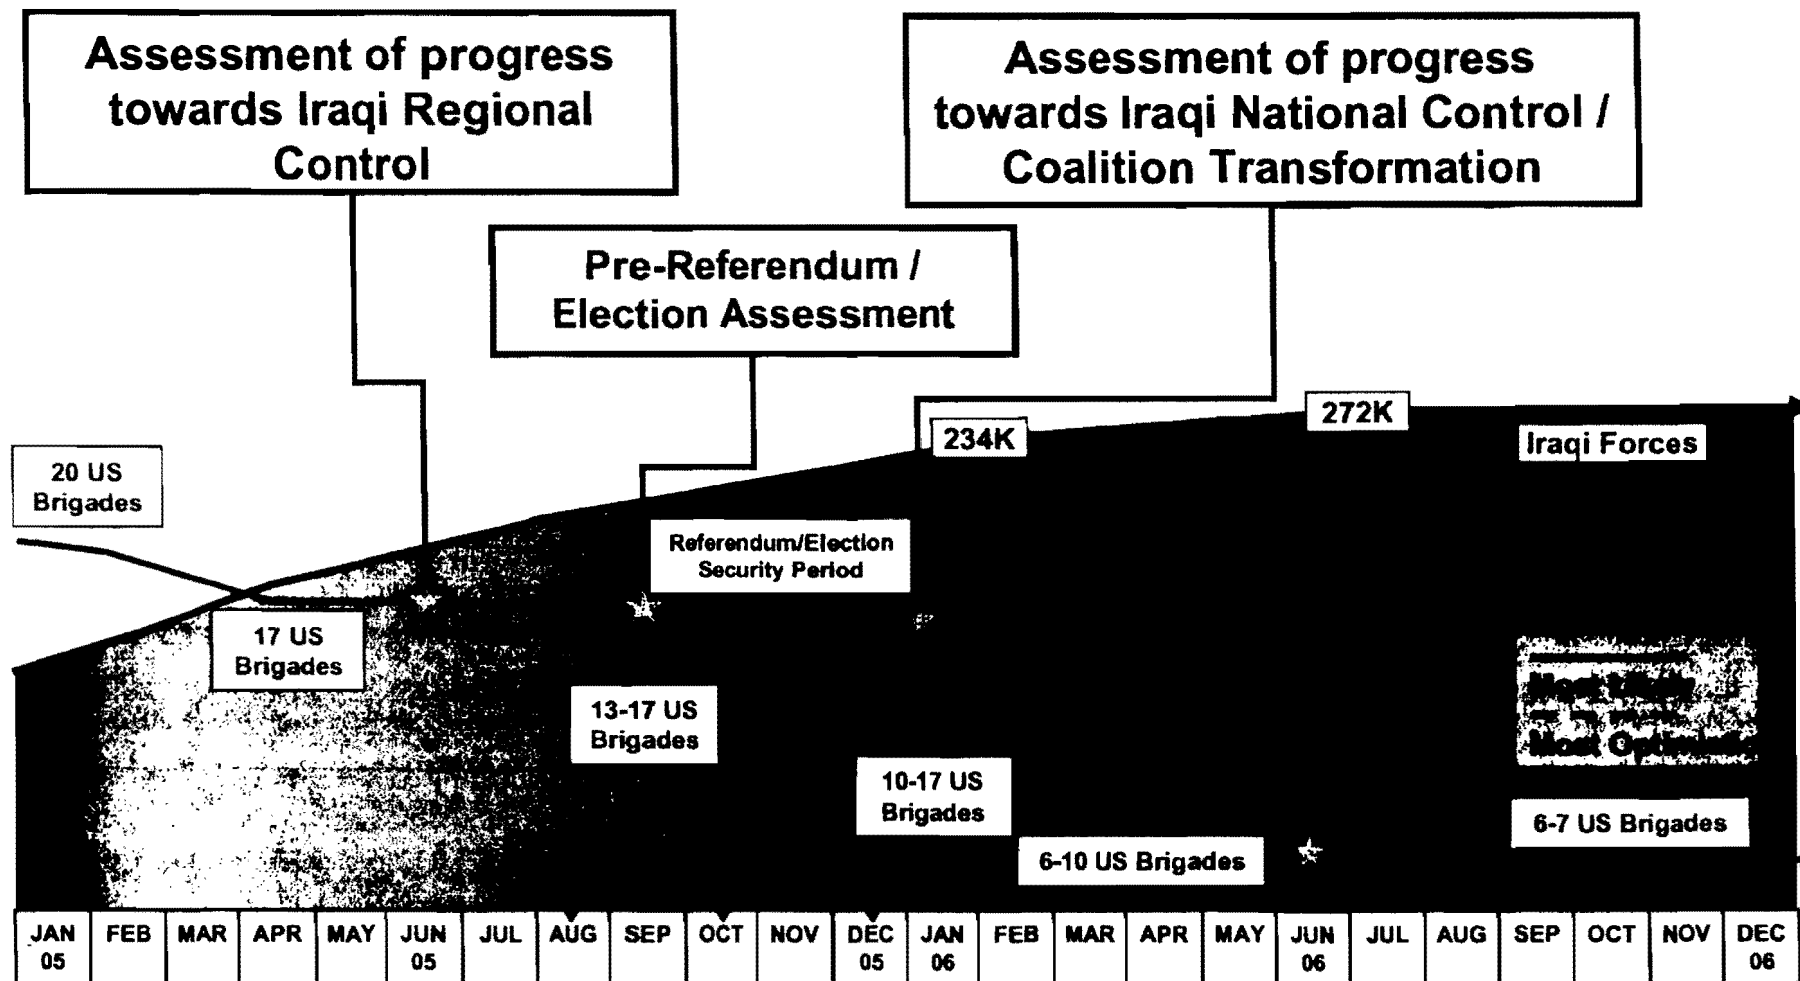 Assessment of progress
towards Iraqi Regional
Control
Assessment of progress
towards Iraqi National Control /
Coalition Transformation
Pre-Referendum /
Election Assessment
234K
272K
Iraqi Forces
20 US
Brigades
Referendum/Election
Security Period
17 US
Brigades
13-17 US
Brigades
Most Likely
Most Optimistic
10-17 US
Brigades
6-10 US Brigades
6-7 US Brigades
JAN FEB MAR APR MAY JUN JUL AUG SEP OCT NOV DEC JAN FEB MAR APR MAY JUN JUL AUG SEP OCT NOV DEC
05 05 05 06 06 06